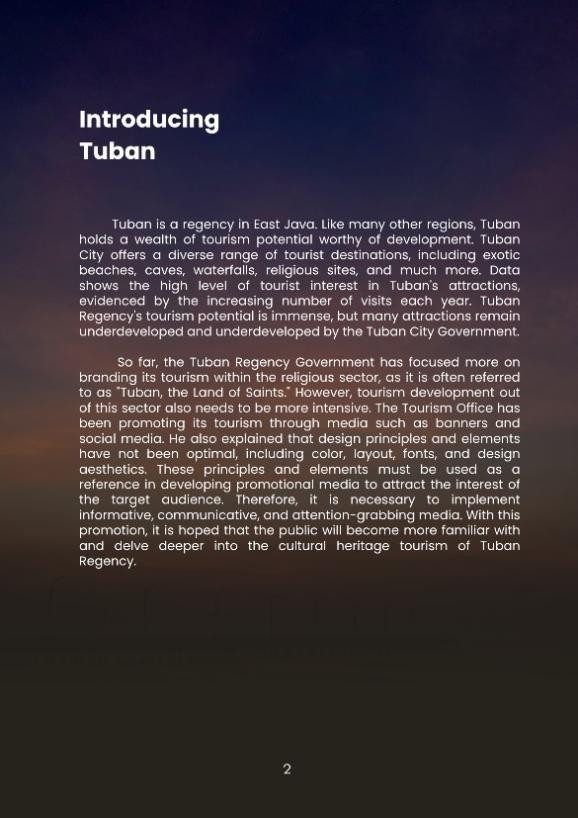 Introducing
Tuban
Tuban is a regency in East Java. Like many other regions, Tuban
holds a wealth of tourism potential worthy of development. Tuban
City offers a diverse range of tourist destinations, including exotic
beaches, caves, waterfalls, religious sites, and much more. Data
shows the high level of tourist interest in Tuban's attractions,
evidenced by the increasing number of visits each year. Tuban
Regency's tourism potential is immense, but many attractions remain
underdeveloped and underdeveloped by the Tuban City Government.
So far, the Tuban Regency Government has focused more on
branding its tourism within the religious sector, as it is often referred
to as "Tuban, the Land of Saints." However, tourism development out
of this sector also needs to be more intensive. The Tourism Office has
been promoting its tourism through media such as banners and
social media. He also explained that design principles and elements
have not been optimal, including color, layout, fonts, and design
aesthetics. These principles and elements must be used as a
reference in developing promotional media to attract the interest of
the target audience. Therefore, it is necessary to implement
informative, communicative, and attention-grabbing media. With this
promotion, it is hoped that the public will become more familiar with
and delve deeper into the cultural heritage tourism of Tuban
Regency.
2